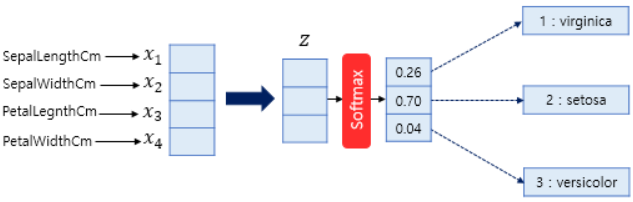 SepalLengthCm x1
SepalWidthCm x2
PetalLegnthCm x3
PetalWidthCm x4
z
Softmax
0.26
0.70
0.04
1 : virginica
2 : setosa
3 : versicolor